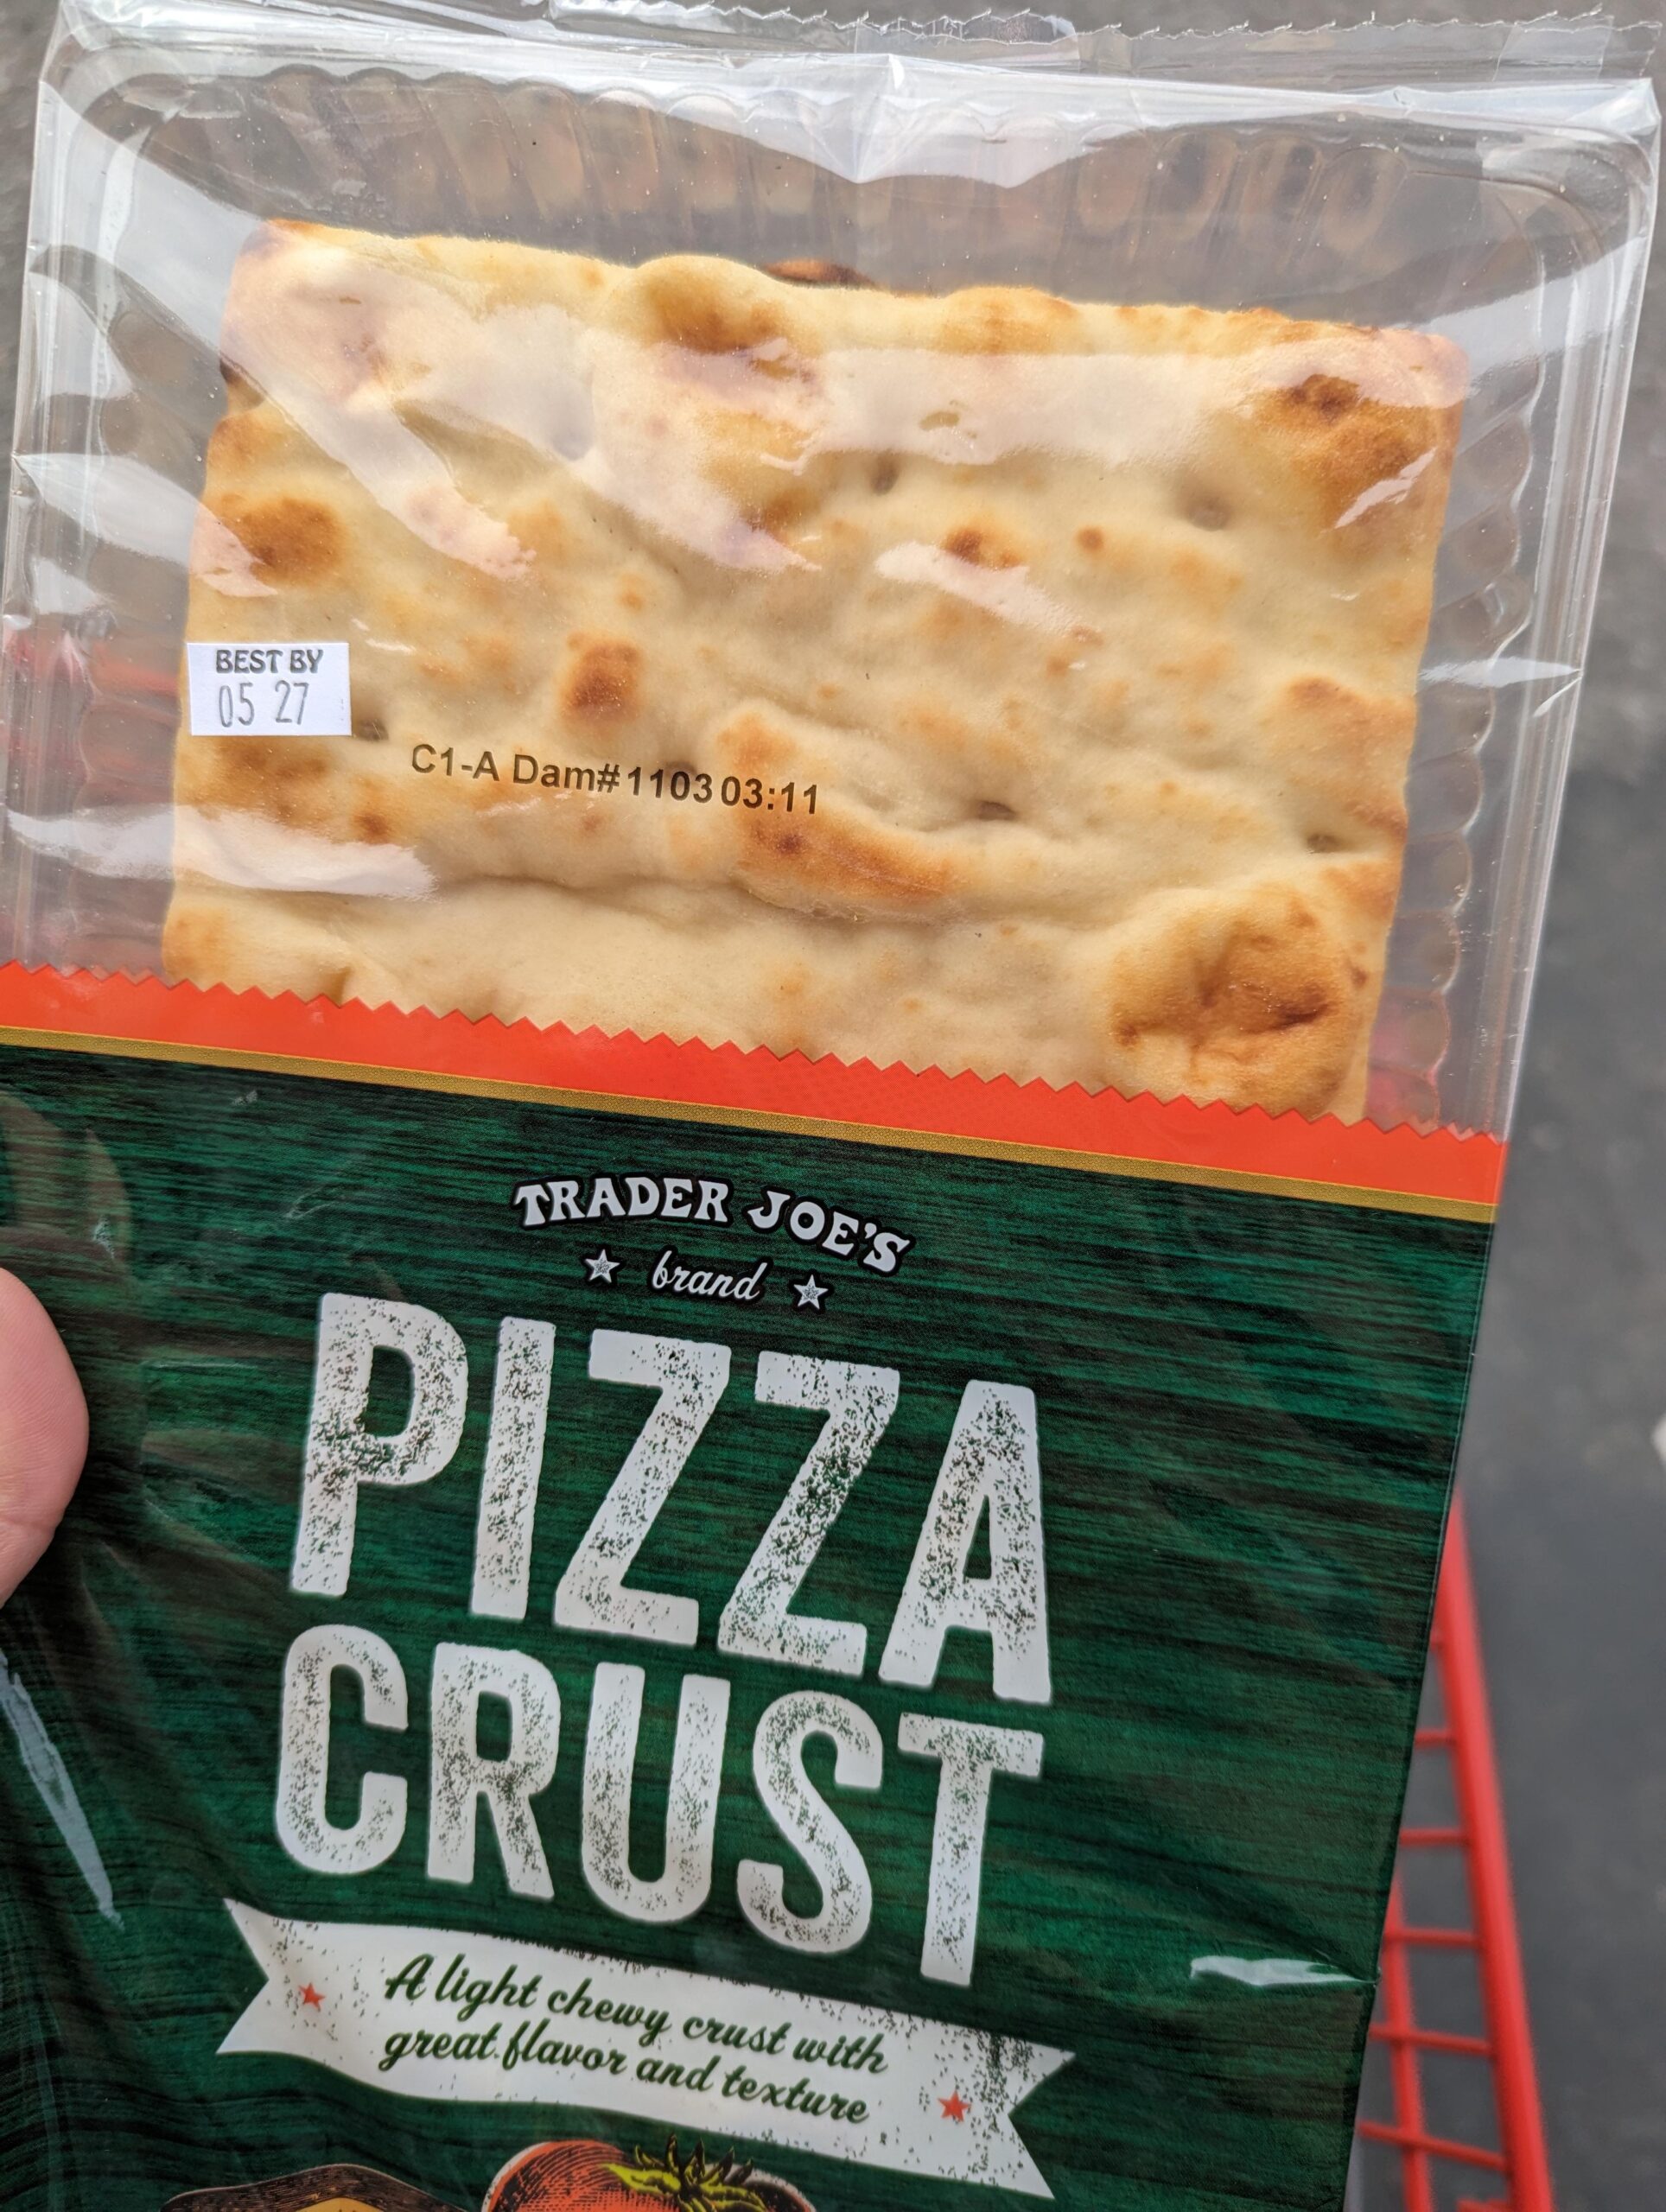 BEST BY
05 27
C1-A Dam#1103 03:11
TRADER JOE'S
brand
PIZZA
CRUST
A light chewy crust with
great flavor and texture